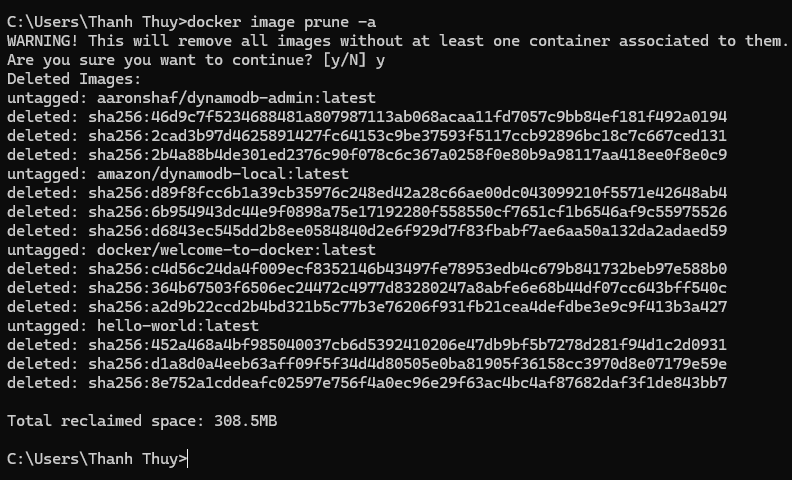 C:\Users\Thanh Thuy>docker image prune -a
WARNING! This will remove all images without at least one container associated to them.
Are you sure you want to continue? [y/N] y
Deleted Images:
untagged: aaronshaf/dynamodb-admin:latest
deleted: sha256:46d9c7f5234688481a807987113ab068acaa11fd7057c9bb84ef181f492a0194
deleted: sha256:2cad3b97d4625891427fc64153c9be37593f5117ccb92896bc18c7c667ced131
deleted: sha256:2b4a88b4de301ed2376c90f078c6c367a0258f0e80b9a98117aa418ee0f8e0c9
untagged: amazon/dynamodb-local:latest
deleted: sha256:d89f8fcc6b1a39cb35976c248ed42a28c66ae00dc043099210f5571e42648ab4
deleted: sha256:6b954943dc44e9f0898a75e17192280f558550cf7651cf1b6546af9c55975526
deleted: sha256:d6843ec545dd2b8ee0584840d2e6f929d7f83fbabf7ae6aa50a132da2adaed59
untagged: docker/welcome-to-docker:latest
deleted: sha256:c4d56c24da4f009ecf8352146b43497fe78953edb4c679b841732beb97e588b0
deleted: sha256:364b67503f6506ec24472c4977d83280247a8abfe6e68b44df07cc643bff540c
deleted: sha256:a2d9b22ccd2b4bd321b5c77b3e76206f931fb21cea4defdbe3e9c9f413b3a427
untagged: hello-world:latest
deleted: sha256:452a468a4bf985040037cb6d5392410206e47db9bf5b7278d281f94d1c2d0931
deleted: sha256:d1a8d0a4eeb63aff09f5f34d4d80505e0ba81905f36158cc3970d8e07179e59e
deleted: sha256:8e752a1cddeafc02597e756f4a0ec96e29f63ac4bc4af87682daf3f1de843bb7
Total reclaimed space: 308.5MB
C:\Users\Thanh Thuy>